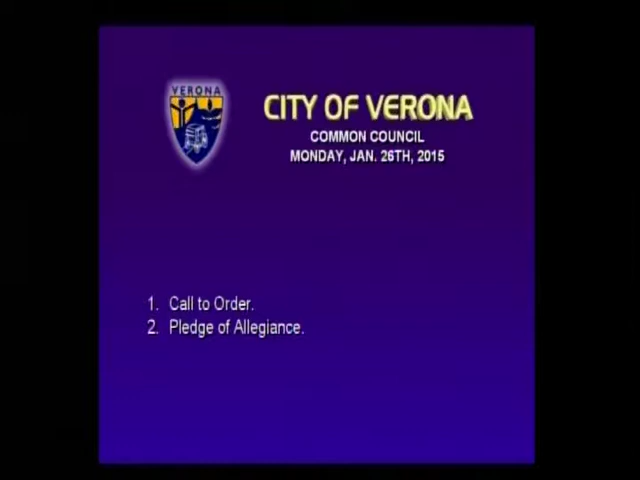 VERONA
CITY OF VERONA
COMMON COUNCIL
MONDAY, JAN. 26TH, 2015
1. Call to Order.
2. Pledge of Allegiance.